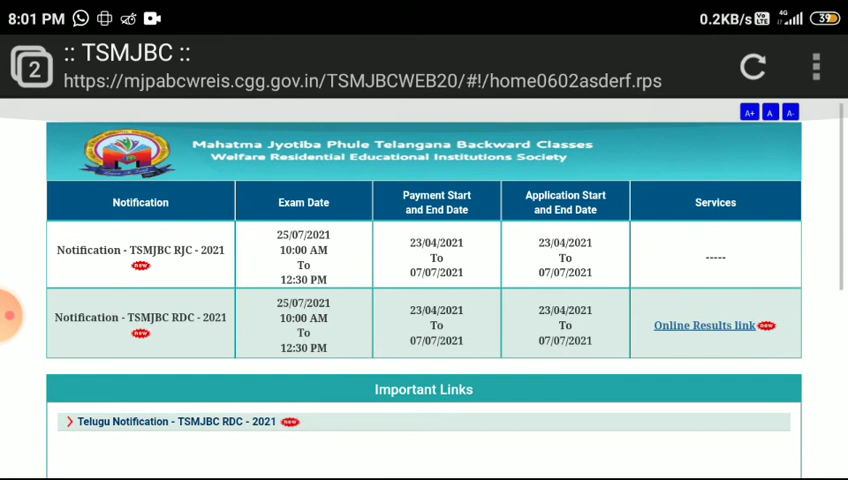 8:01 PM
0.2KB/s Vo LTE 4G 39
2
:: TSMJBC ::
https://mjpabcwreis.cgg.gov.in/TSMJBCWEB20/#!/home0602asderf.rps
A+ A A-
Mahatma Jyotiba Phule Telangana Backward Classes
Welfare Residential Educational Institutions Society
Notification
Exam Date
Payment Start
and End Date
Application Start
and End Date
Services
Notification - TSMJBC RJC - 2021
new
25/07/2021
10:00 AM
To
12:30 PM
23/04/2021
To
07/07/2021
23/04/2021
To
07/07/2021
-----
Notification - TSMJBC RDC - 2021
new
25/07/2021
10:00 AM
To
12:30 PM
23/04/2021
To
07/07/2021
23/04/2021
To
07/07/2021
Online Results link new
Important Links
Telugu Notification - TSMJBC RDC - 2021 new